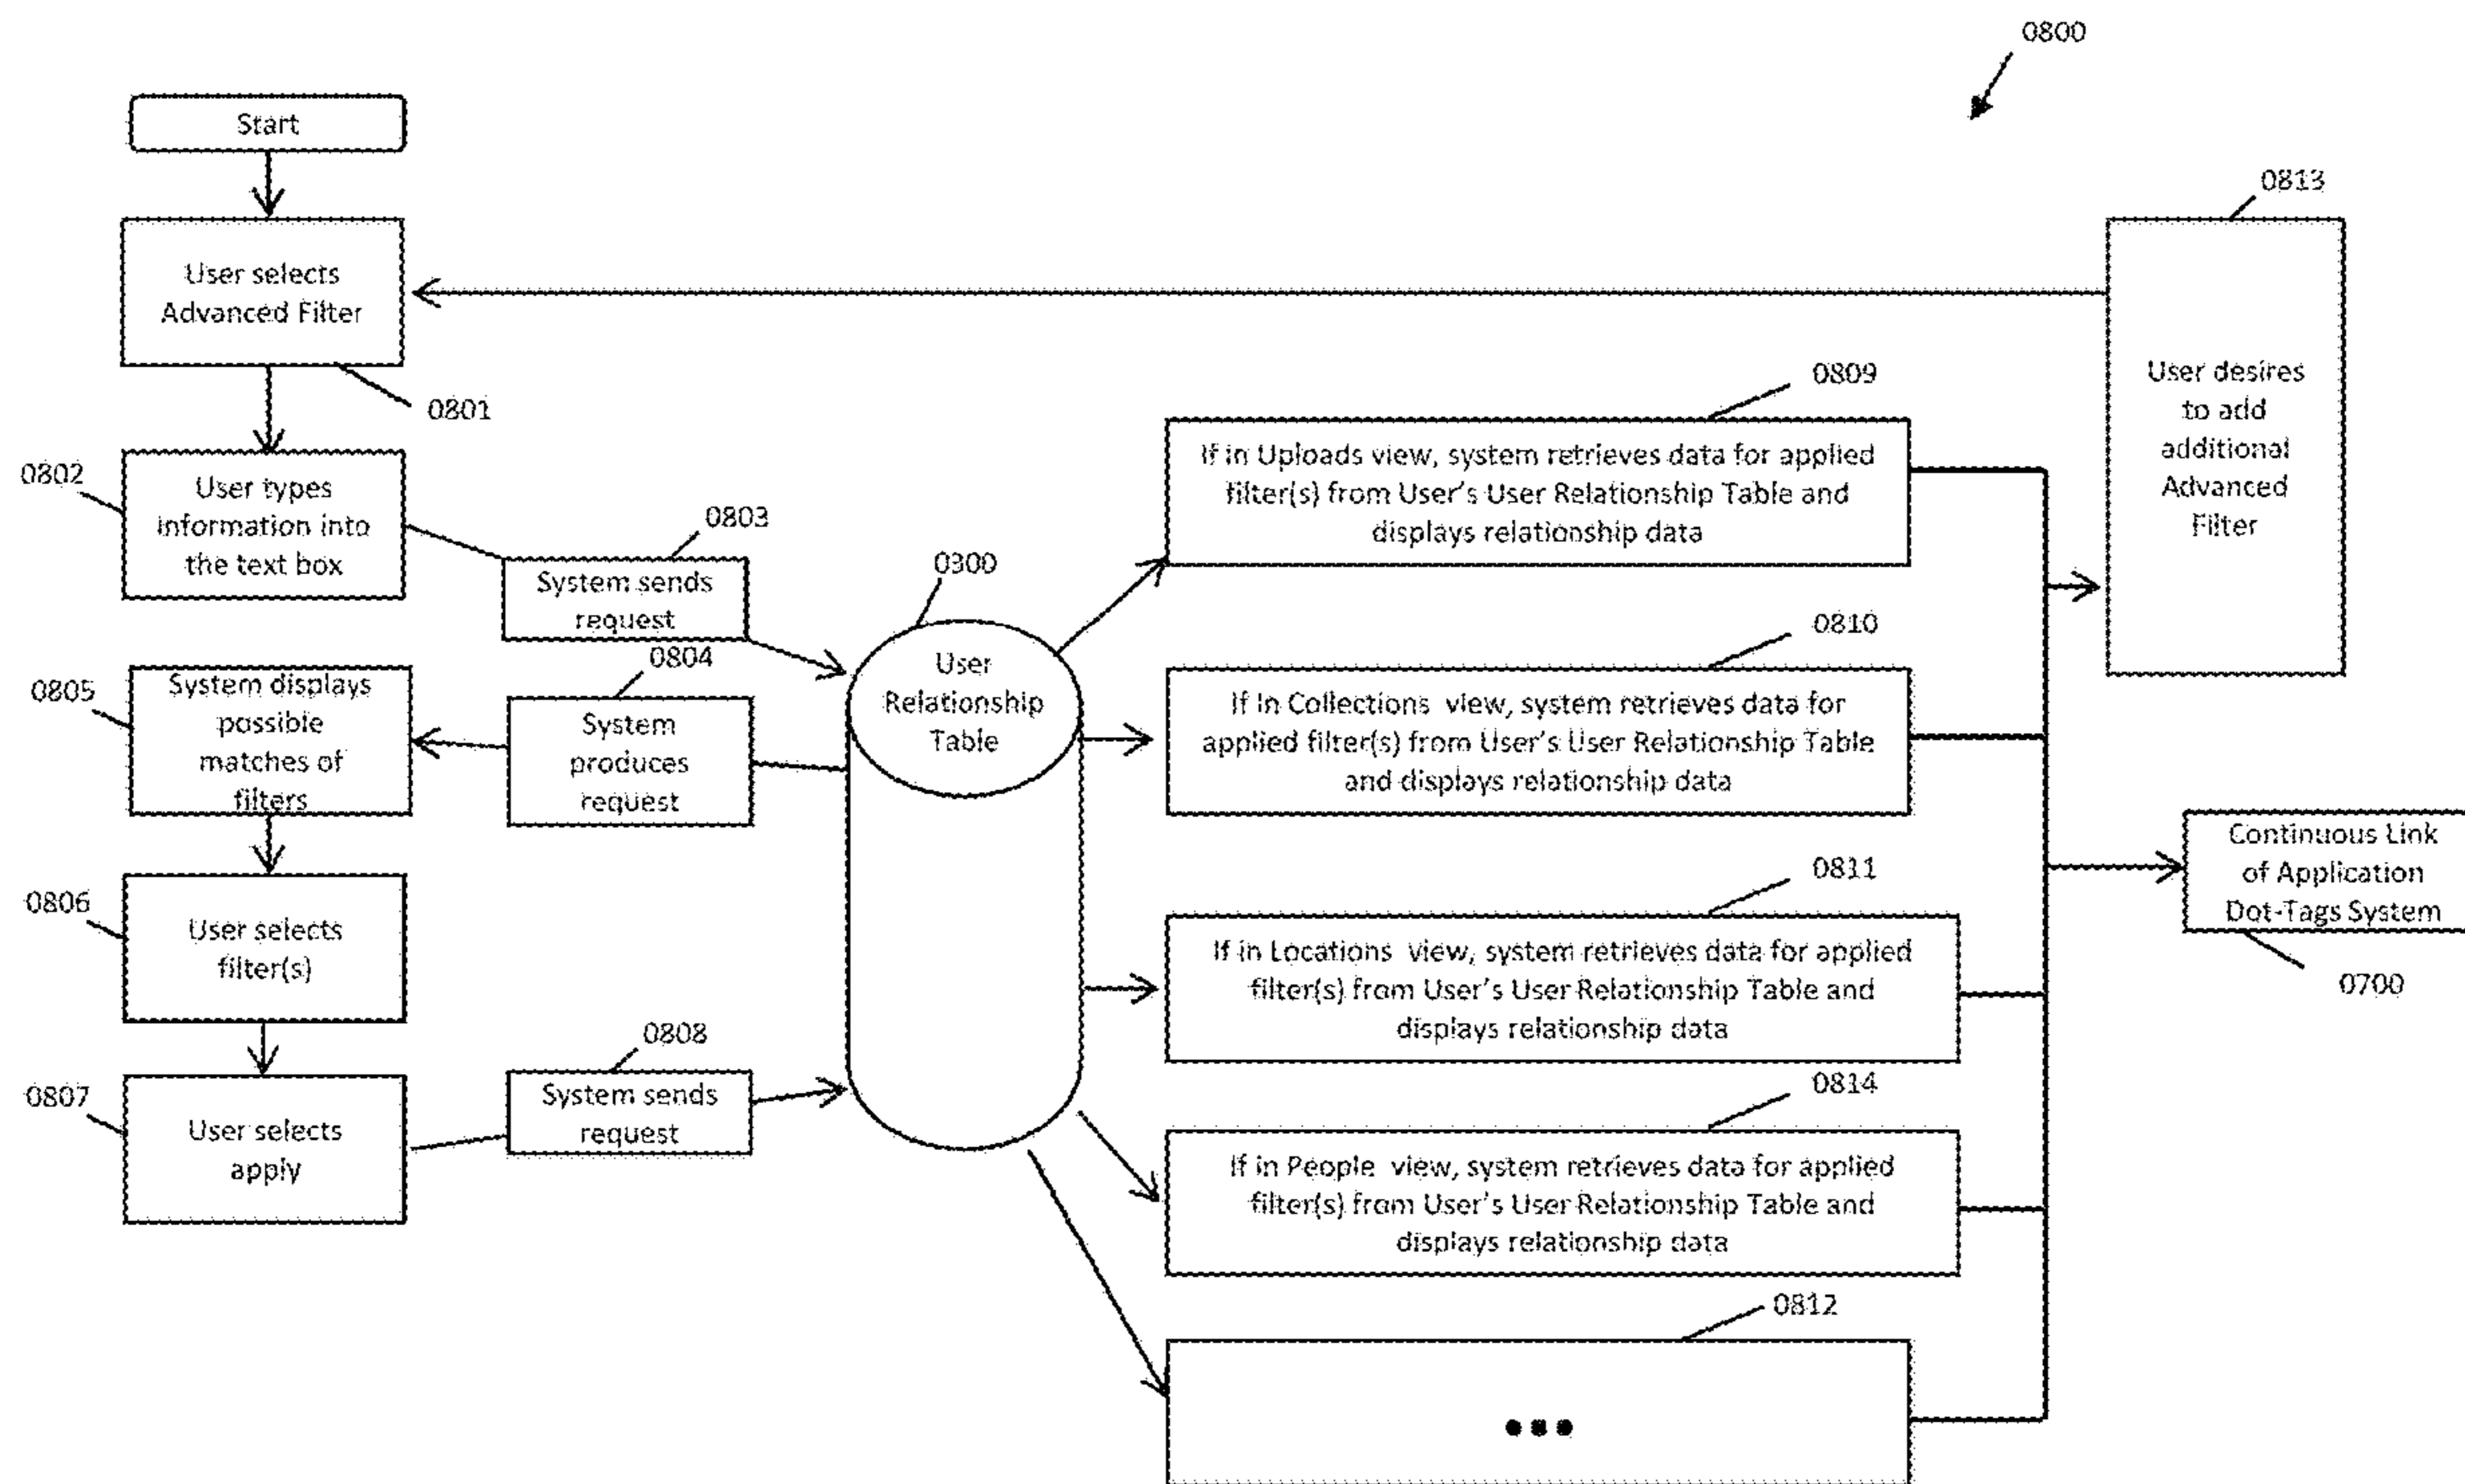 0800
Start
0813
User selects
Advanced Filter
0801
0809
User desires
to add
additional
Advanced
Filter
0802
User types
information into
the text box
0803
System sends
request
0300
If in Uploads view, system retrieves data for applied
filter(s) from User's User Relationship Table and
displays relationship data
0810
User
Relationship
Table
0804
0805
System displays
possible
matches of
filters
System
produces
request
If in Collections view, system retrieves data for
applied filter(s) from User's User Relationship Table
and displays relationship data
Continuous Link
of Application
Dot-Tags System
0700
0811
0806
User selects
filter(s)
If in Locations view, system retrieves data for applied
filter(s) from User's User Relationship Table and
displays relationship data
0808
0807
User selects
apply
System sends
request
0814
If in People view, system retrieves data for applied
filter(s) from User's User Relationship Table and
displays relationship data
0812
•••